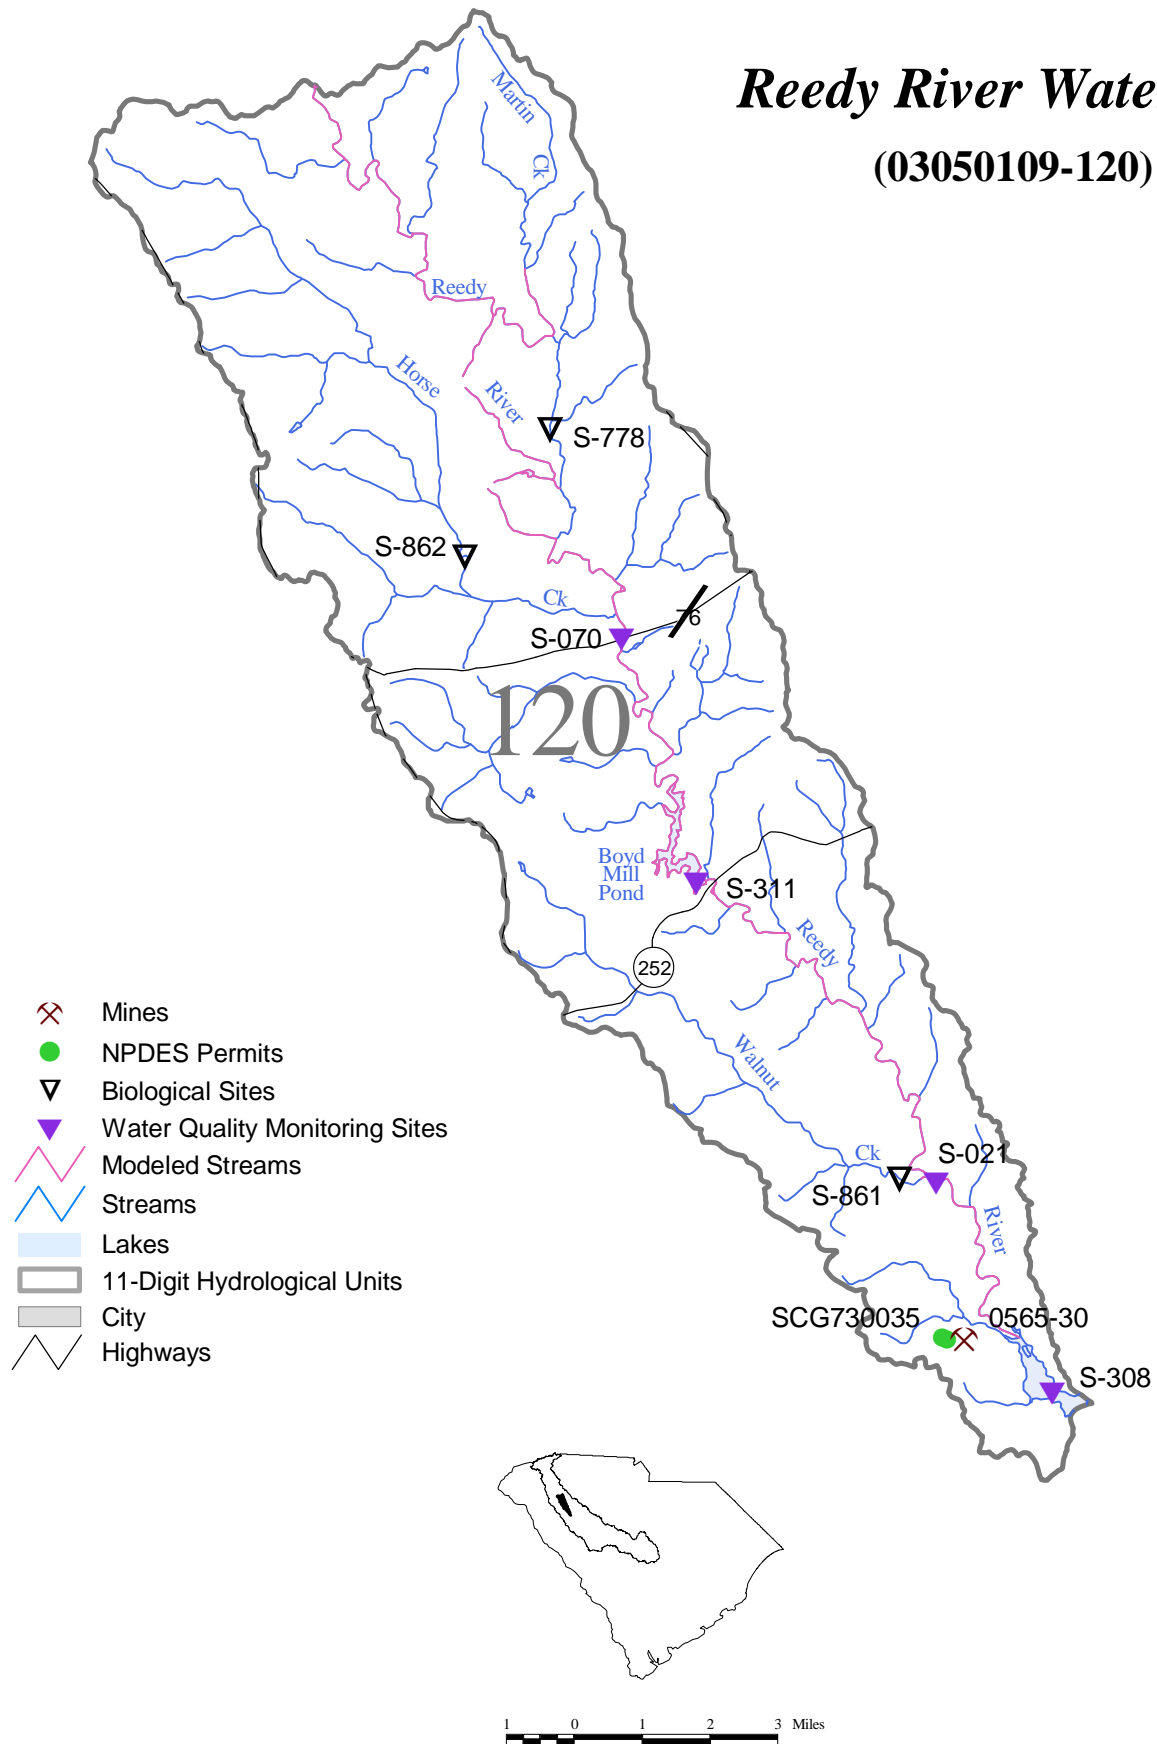 Reedy River Wate
(03050109-120)
Martin
Ck
Reedy
Horse
River
S-778
S-862
Ck
76
S-070
120
Boyd
Mill
Pond
S-311
Reedy
252
Walnut
Ck
S-021
S-861
River
SCG730035
0565-30
S-308
Mines
NPDES Permits
Biological Sites
Water Quality Monitoring Sites
Modeled Streams
Streams
Lakes
11-Digit Hydrological Units
City
Highways
1 0 1 2 3 Miles